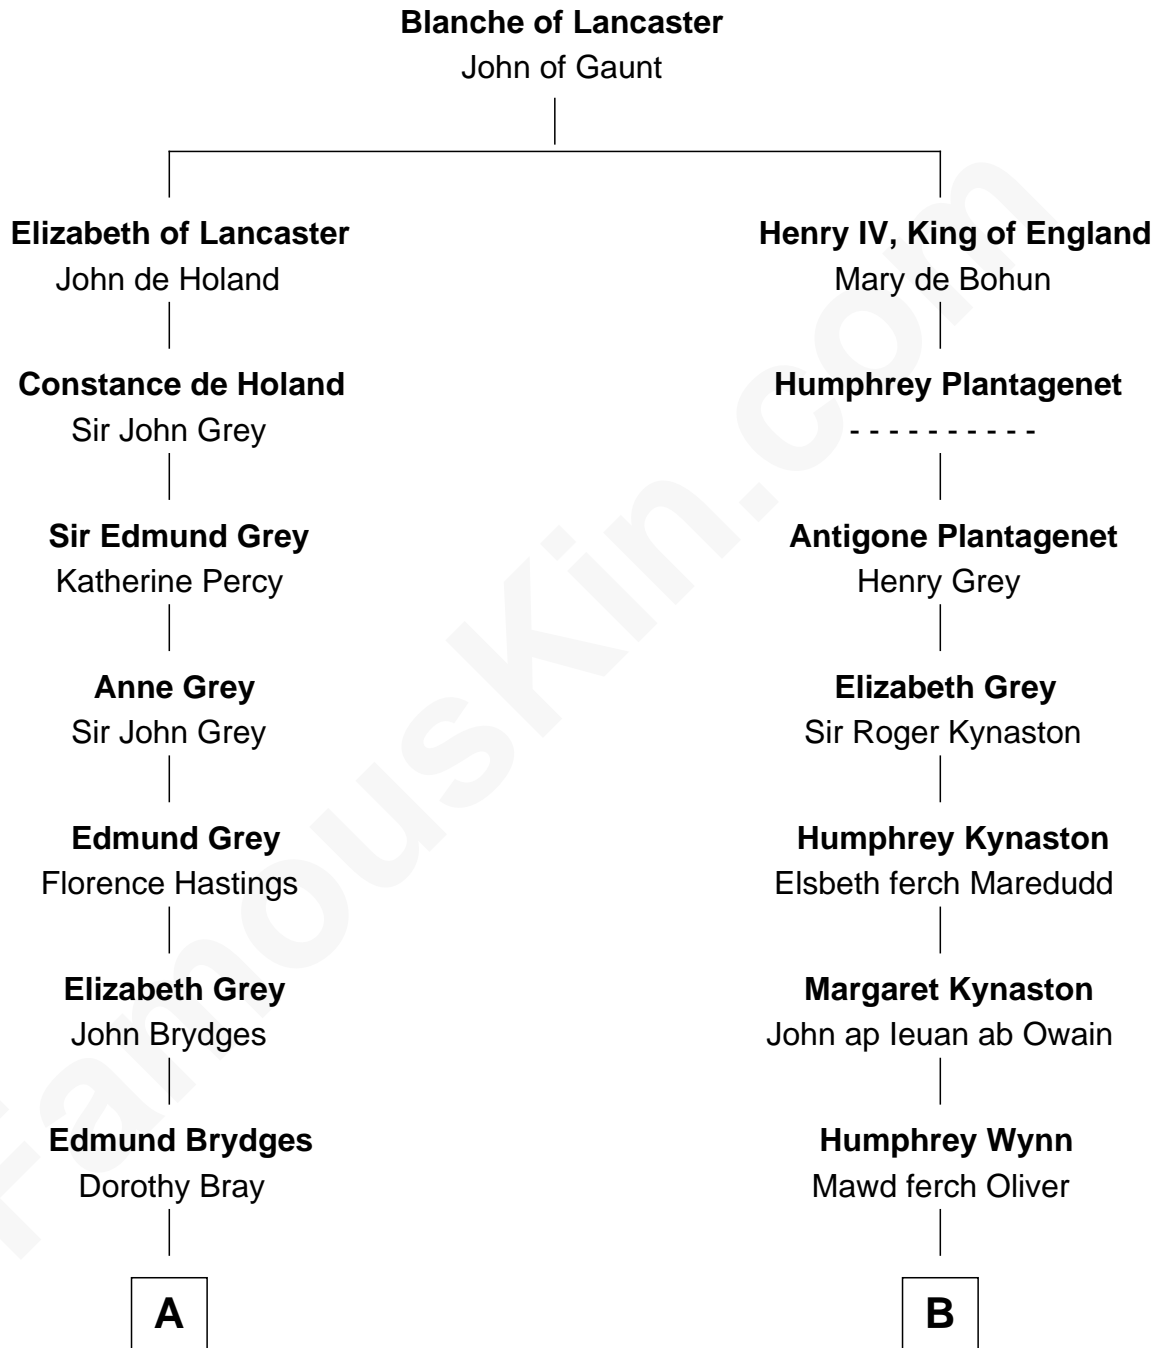 Blanche of Lancaster
John of Gaunt
Elizabeth of Lancaster
John de Holand
Henry IV, King of England
Mary de Bohun
Constance de Holand
Sir John Grey
Humphrey Plantagenet
- - - - - - - - - -
Sir Edmund Grey
Katherine Percy
Antigone Plantagenet
Henry Grey
Anne Grey
Sir John Grey
Elizabeth Grey
Sir Roger Kynaston
Edmund Grey
Florence Hastings
Humphrey Kynaston
Elsbeth ferch Maredudd
Elizabeth Grey
John Brydges
Margaret Kynaston
John ap Ieuan ab Owain
Edmund Brydges
Dorothy Bray
Humphrey Wynn
Mawd ferch Oliver
A
B
FamousKin.com